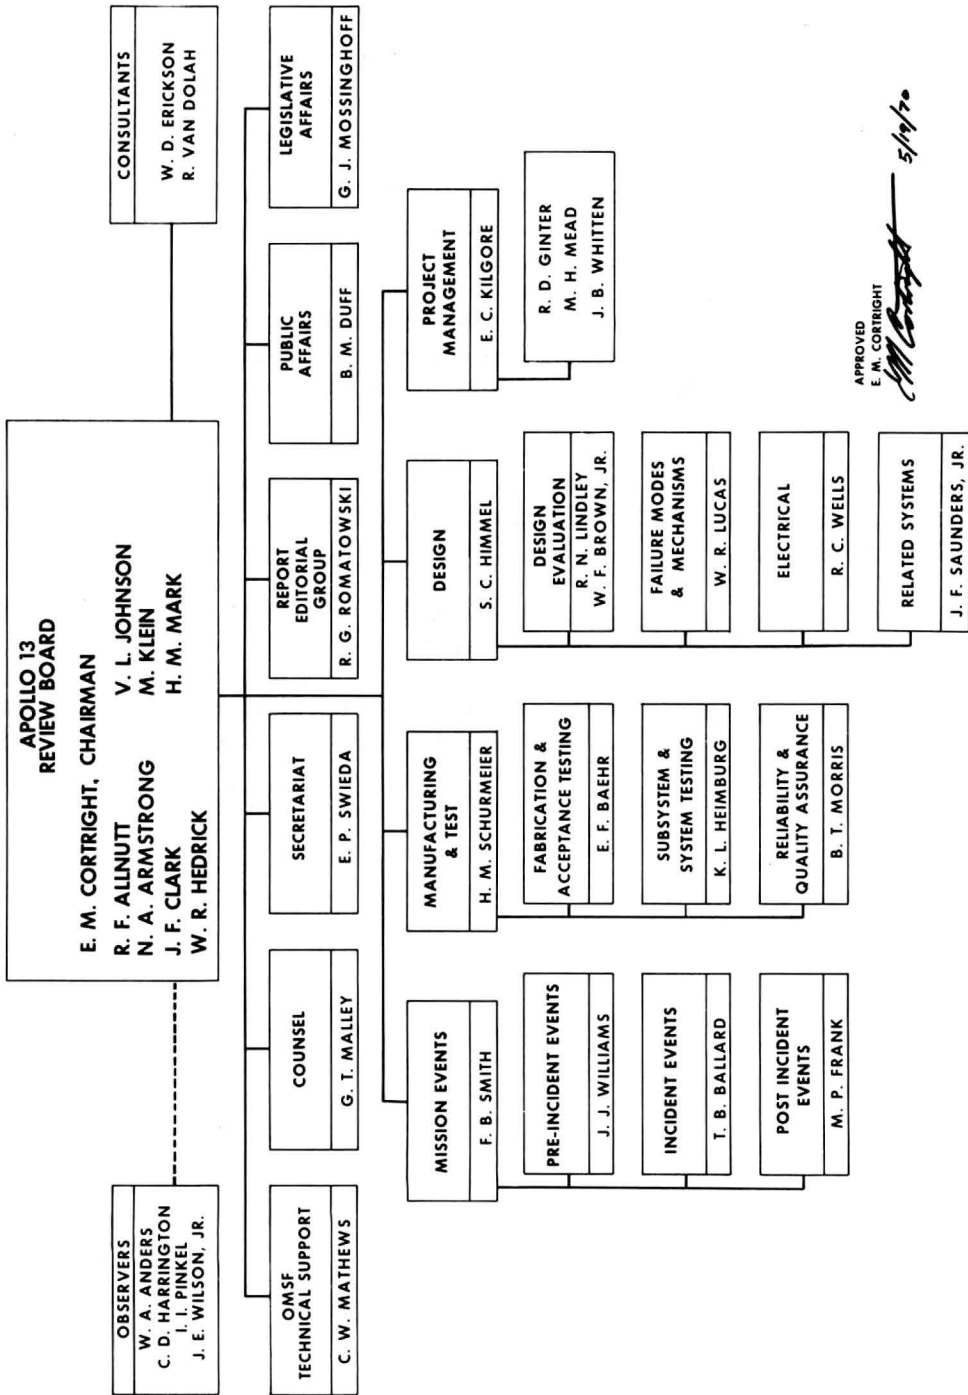 APOLLO 13
REVIEW BOARD
E. M. CORTRIGHT, CHAIRMAN
R. F. ALLNUTT
N. A. ARMSTRONG
J. F. CLARK
W. R. HEDRICK
V. L. JOHNSON
M. KLEIN
H. M. MARK
OBSERVERS
W. A. ANDERS
C. D. HARRINGTON
I. I. PINKEL
J. E. WILSON, JR.
CONSULTANTS
W. D. ERICKSON
R. VAN DOLAH
OMSF
TECHNICAL SUPPORT
C. W. MATHEWS
COUNSEL
G. T. MALLEY
SECRETARIAT
E. P. SWIEDA
REPORT
EDITORIAL
GROUP
R. G. ROMATOWSKI
PUBLIC
AFFAIRS
B. M. DUFF
LEGISLATIVE
AFFAIRS
G. J. MOSSINGHOFF
MISSION EVENTS
F. B. SMITH
PRE-INCIDENT EVENTS
J. J. WILLIAMS
INCIDENT EVENTS
T. B. BALLARD
POST INCIDENT
EVENTS
M. P. FRANK
MANUFACTURING
& TEST
H. M. SCHURMEIER
FABRICATION &
ACCEPTANCE TESTING
E. F. BAEHR
SUBSYSTEM &
SYSTEM TESTING
K. L. HEIMBURG
RELIABILITY &
QUALITY ASSURANCE
B. T. MORRIS
DESIGN
S. C. HIMMEL
DESIGN
EVALUATION
R. N. LINDLEY
W. F. BROWN, JR.
FAILURE MODES
& MECHANISMS
W. R. LUCAS
ELECTRICAL
R. C. WELLS
RELATED SYSTEMS
J. F. SAUNDERS, JR.
PROJECT
MANAGEMENT
E. C. KILGORE
R. D. GINTER
M. H. MEAD
J. B. WHITTEN
APPROVED
E. M. CORTRIGHT
EM Cortright 5/19/70